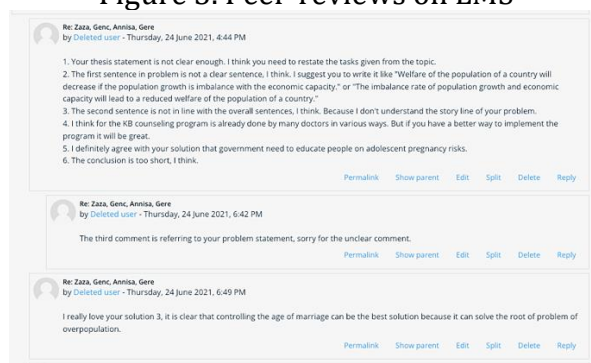 Figure 3. Peer-reviews on LMS
Re: Zaza, Genc, Annisa, Gere
by Deleted user - Thursday, 24 June 2021, 4:44 PM
1. Your thesis statement is not clear enough. I think you need to restate the tasks given from the topic.
2. The first sentence in problem is not a clear sentence, I think. I suggest you to write it like "Welfare of the population of a country will
decrease if the population growth is imbalance with the economic capacity." or "The imbalance rate of population growth and economic
capacity will lead to a reduced welfare of the population of a country."
3. The second sentence is not in line with the overall sentences, I think. Because I don't understand the story line of your problem.
4. I think for the KB counseling program is already done by many doctors in various ways. But if you have a better way to implement the
program it will be great.
5. I definitely agree with your solution that government need to educate people on adolescent pregnancy risks.
6. The conclusion is too short, I think.
Permalink Show parent Edit Split Delete Reply
Re: Zaza, Genc, Annisa, Gere
by Deleted user - Thursday, 24 June 2021, 6:42 PM
The third comment is referring to your problem statement, sorry for the unclear comment.
Permalink Show parent Edit Split Delete Reply
Re: Zaza, Genc, Annisa, Gere
by Deleted user - Thursday, 24 June 2021, 6:49 PM
I really love your solution 3, it is clear that controlling the age of marriage can be the best solution because it can solve the root of problem of
overpopulation.
Permalink Show parent Edit Split Delete Reply